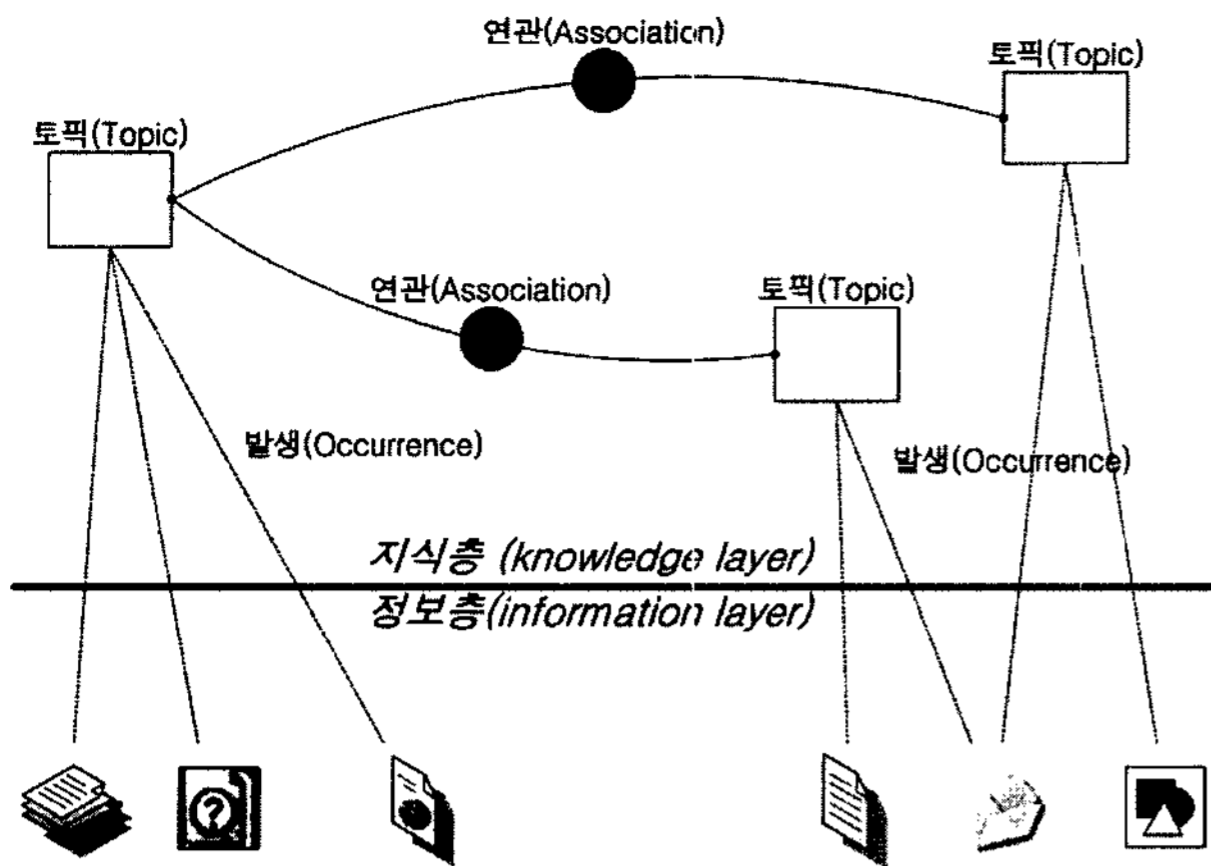 연관(Association)
토픽(Topic)
토픽(Topic)
연관(Association)
토픽(Topic)
발생(Occurrence)
발생(Occurrence)
지식층 (knowledge layer)
정보층(information layer)
?